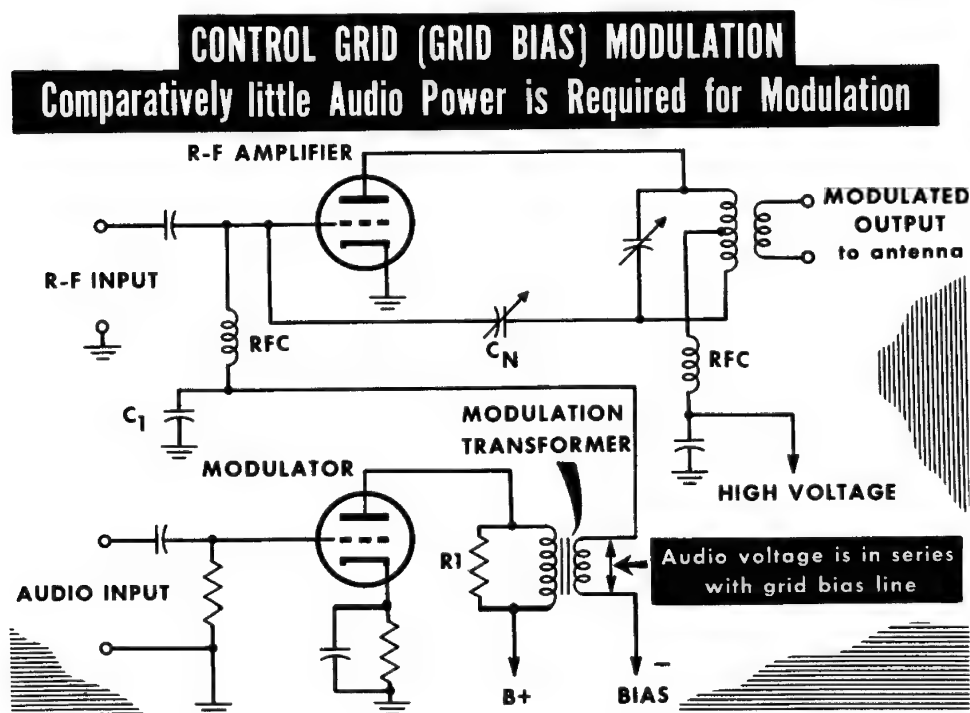 CONTROL GRID (GRID BIAS) MODULATION
Comparatively little Audio Power is Required for Modulation
R-F AMPLIFIER
MODULATED
OUTPUT
to antenna
R-F INPUT
RFC
CN
RFC
C1
MODULATION
TRANSFORMER
MODULATOR
HIGH VOLTAGE
R1
Audio voltage is in series
with grid bias line
AUDIO INPUT
B+
−
BIAS